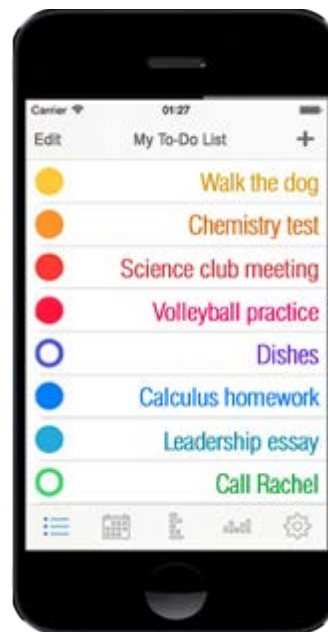 Carrier 01:27
Edit My To-Do List +
Walk the dog
Chemistry test
Science club meeting
Volleyball practice
Dishes
Calculus homework
Leadership essay
Call Rachel